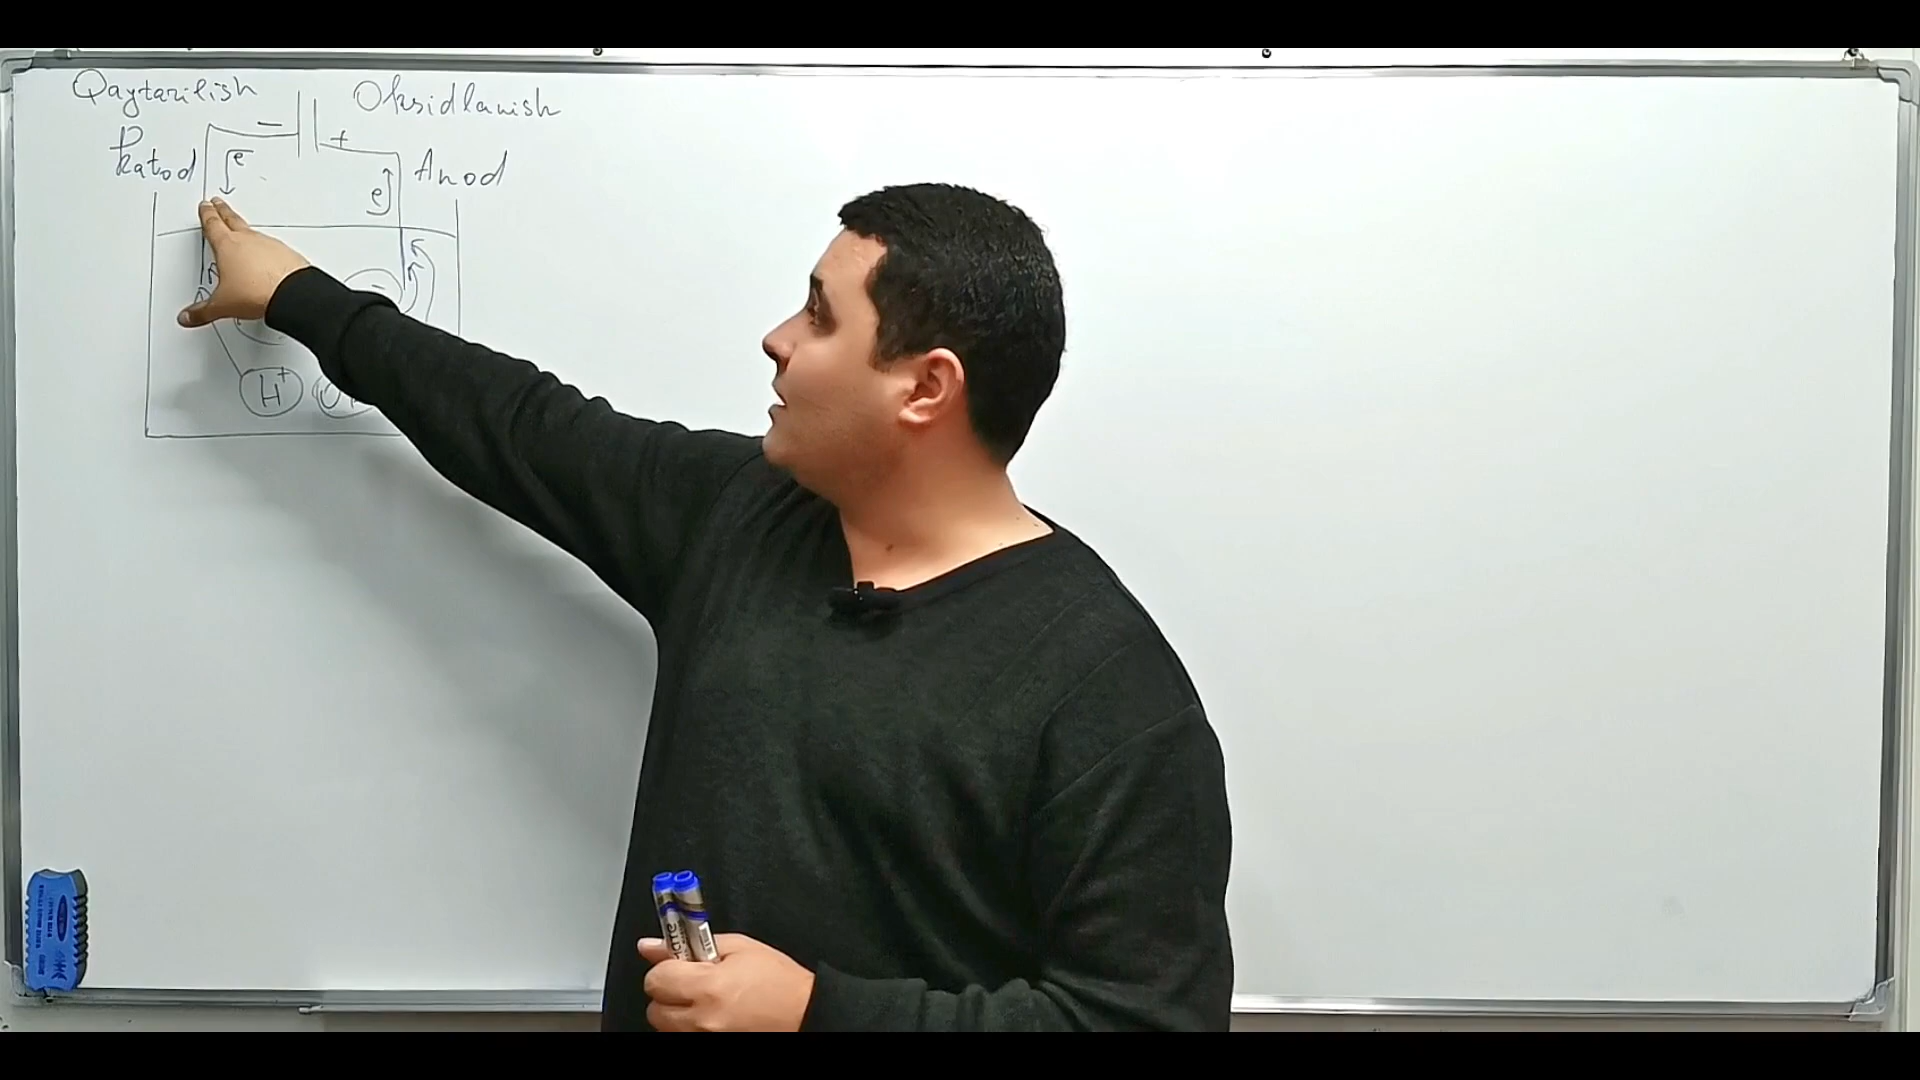 Qaytarilish
Oksidlanish
−
+
Katod
e
e
Anod
H+